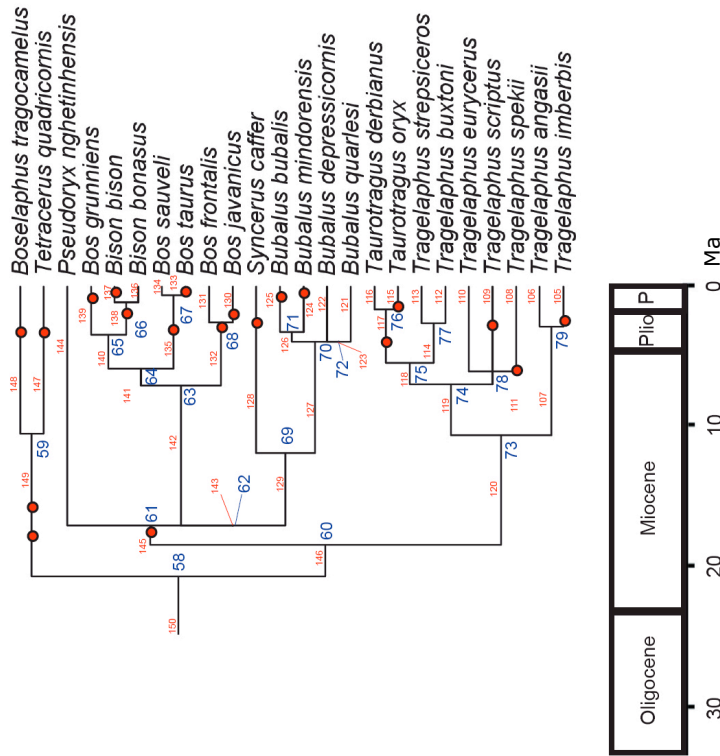 Boselaphus tragocamelus
Tetracerus quadricornis
Pseudoryx nghetinhensis
Bos grunniens
Bison bison
Bison bonasus
Bos sauveli
Bos taurus
Bos frontalis
Bos javanicus
Syncerus caffer
Bubalus bubalis
Bubalus mindorensis
Bubalus depressicornis
Bubalus quarlesi
Taurotragus derbianus
Taurotragus oryx
Tragelaphus strepsiceros
Tragelaphus buxtoni
Tragelaphus eurycerus
Tragelaphus scriptus
Tragelaphus spekii
Tragelaphus angasii
Tragelaphus imberbis
148
147
144
139
137
136
134
133
131
130
125
124
122
121
116
115
113
112
110
109
108
106
105
138
135
132
128
126
123
117
114
111
107
140
141
118
119
127
142
149
143
129
120
145
146
150
66
67
65
68
64
63
71
70
72
69
76
77
75
78
74
79
73
59
61
62
60
58
0 Ma
10
20
30
P
Plio
Miocene
Oligocene